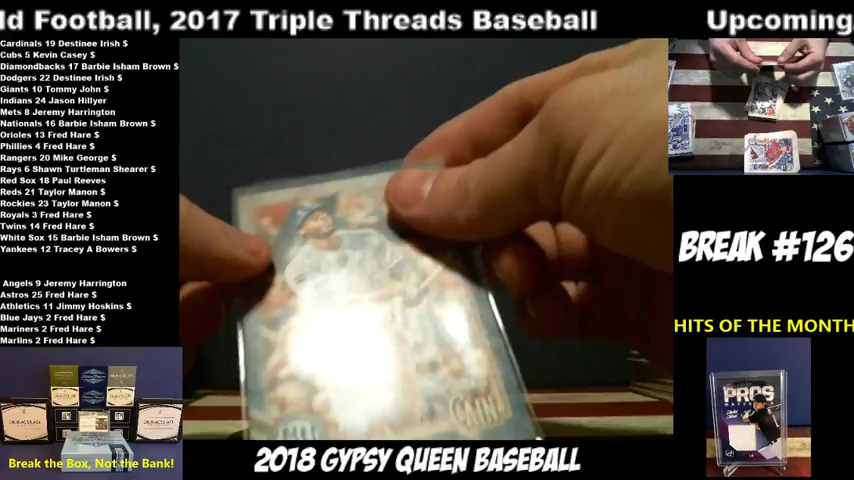 ld Football, 2017 Triple Threads Baseball
Upcoming
Cardinals 19 Destinee Irish $
Cubs 5 Kevin Casey $
Diamondbacks 17 Barbie Isham Brown $
Dodgers 22 Destinee Irish $
Giants 10 Tommy John $
Indians 24 Jason Hillyer
Mets 8 Jeremy Harrington
Nationals 16 Barbie Isham Brown $
Orioles 13 Fred Hare $
Phillies 4 Fred Hare $
Rangers 20 Mike George $
Rays 6 Shawn Turtleman Shearer $
Red Sox 18 Paul Reeves
Reds 21 Taylor Manon $
Rockies 23 Taylor Manon $
Royals 3 Fred Hare $
Twins 14 Fred Hare $
White Sox 15 Barbie Isham Brown $
Yankees 12 Tracey A Bowers $
Angels 9 Jeremy Harrington
Astros 25 Fred Hare $
Athletics 11 Jimmy Hoskins $
Blue Jays 2 Fred Hare $
Mariners 2 Fred Hare $
Marlins 2 Fred Hare $
BREAK #126
HITS OF THE MONTH
PROS
IMMACULATE
IMMACULATE
Break the Box, Not the Bank!
2018 GYPSY QUEEN BASEBALL